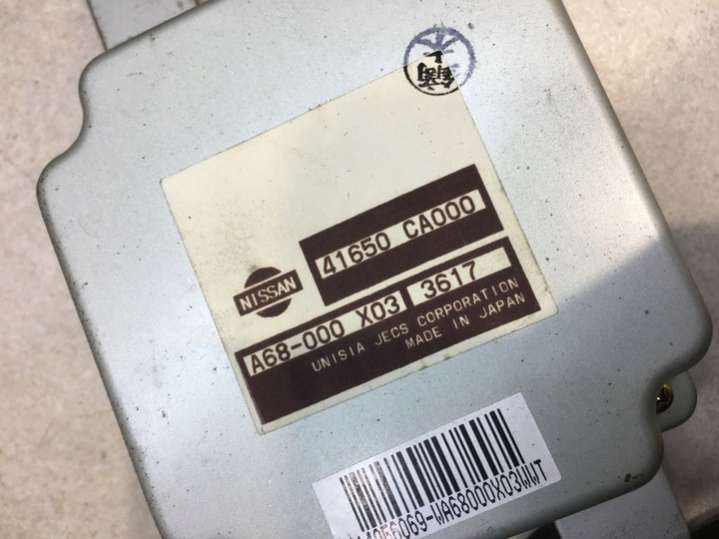 41650 CA000
NISSAN
A68-000 X03 3617
UNISIA JECS CORPORATION
MADE IN JAPAN